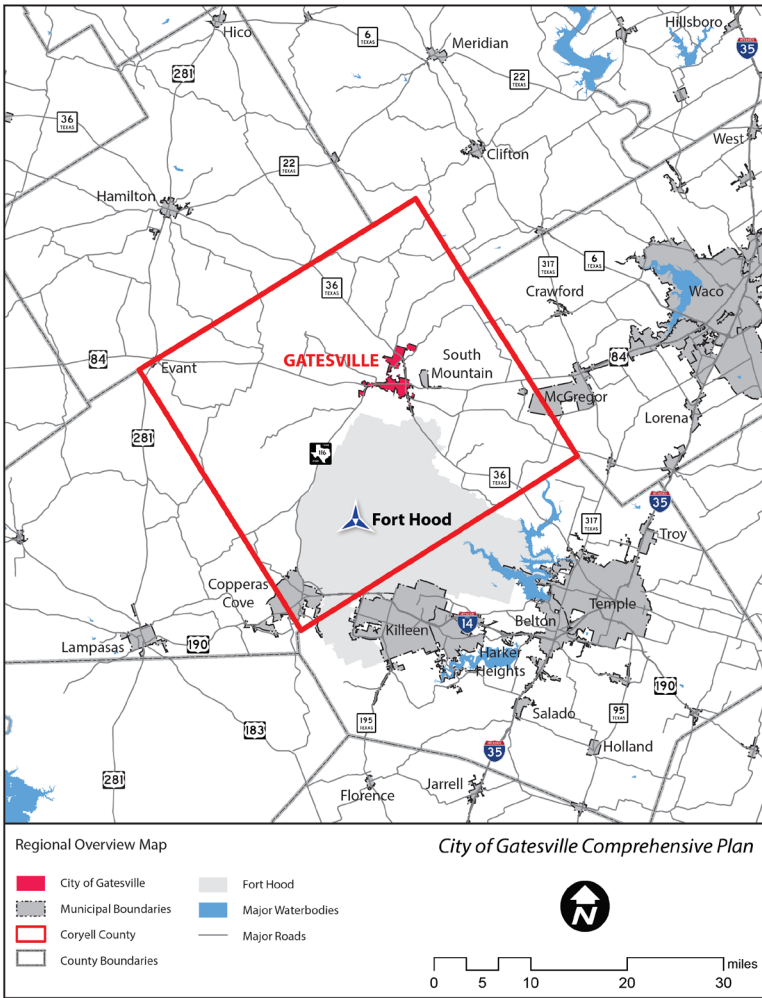 Hico
6
TEXAS
Hillsboro
Meridian
35
281
22
TEXAS
36
TEXAS
West
22
TEXAS
Clifton
Hamilton
317
TEXAS
6
TEXAS
36
TEXAS
Crawford
Waco
84
Evant
GATESVILLE
South
Mountain
84
McGregor
Lorena
281
116
36
TEXAS
35
Fort Hood
317
TEXAS
Troy
Copperas
Cove
Temple
Killeen
14
Belton
Lampasas
190
Harker
Heights
190
Salado
95
TEXAS
183
195
TEXAS
35
Holland
281
Florence
Jarrell
Regional Overview Map
City of Gatesville Comprehensive Plan
City of Gatesville
Fort Hood
Municipal Boundaries
Major Waterbodies
Coryell County
Major Roads
County Boundaries
N
miles
0 5 10 20 30